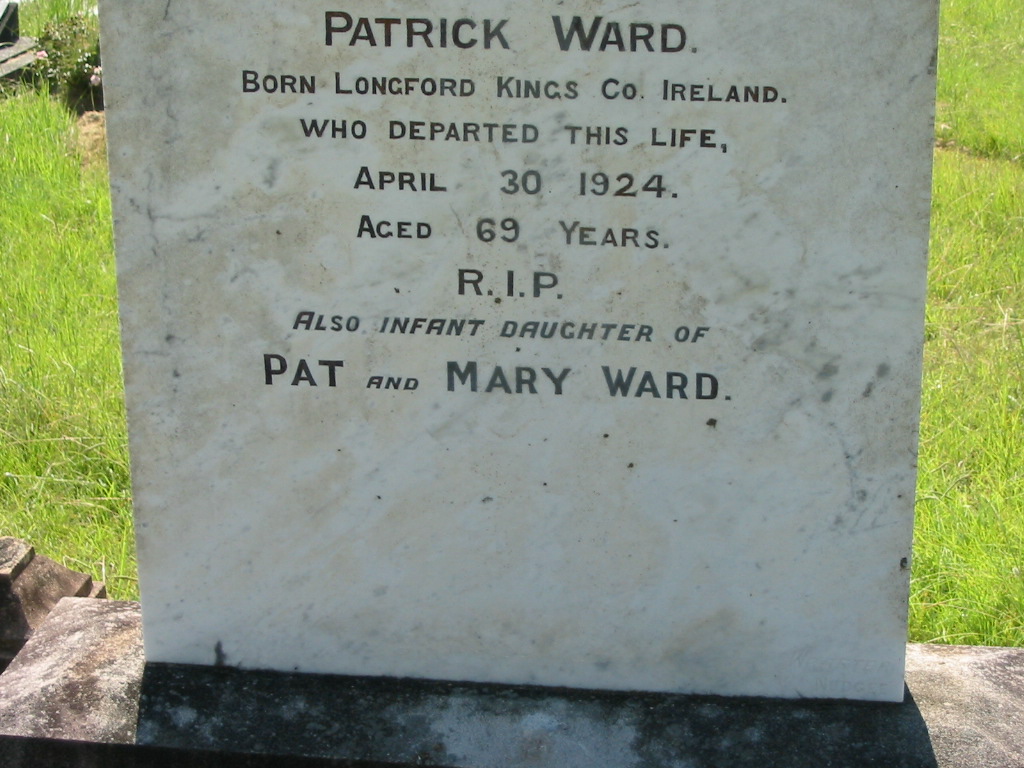 PATRICK WARD.
BORN LONGFORD KINGS CO. IRELAND.
WHO DEPARTED THIS LIFE,
APRIL 30 1924.
AGED 69 YEARS.
R.I.P.
ALSO INFANT DAUGHTER OF
PAT AND MARY WARD.